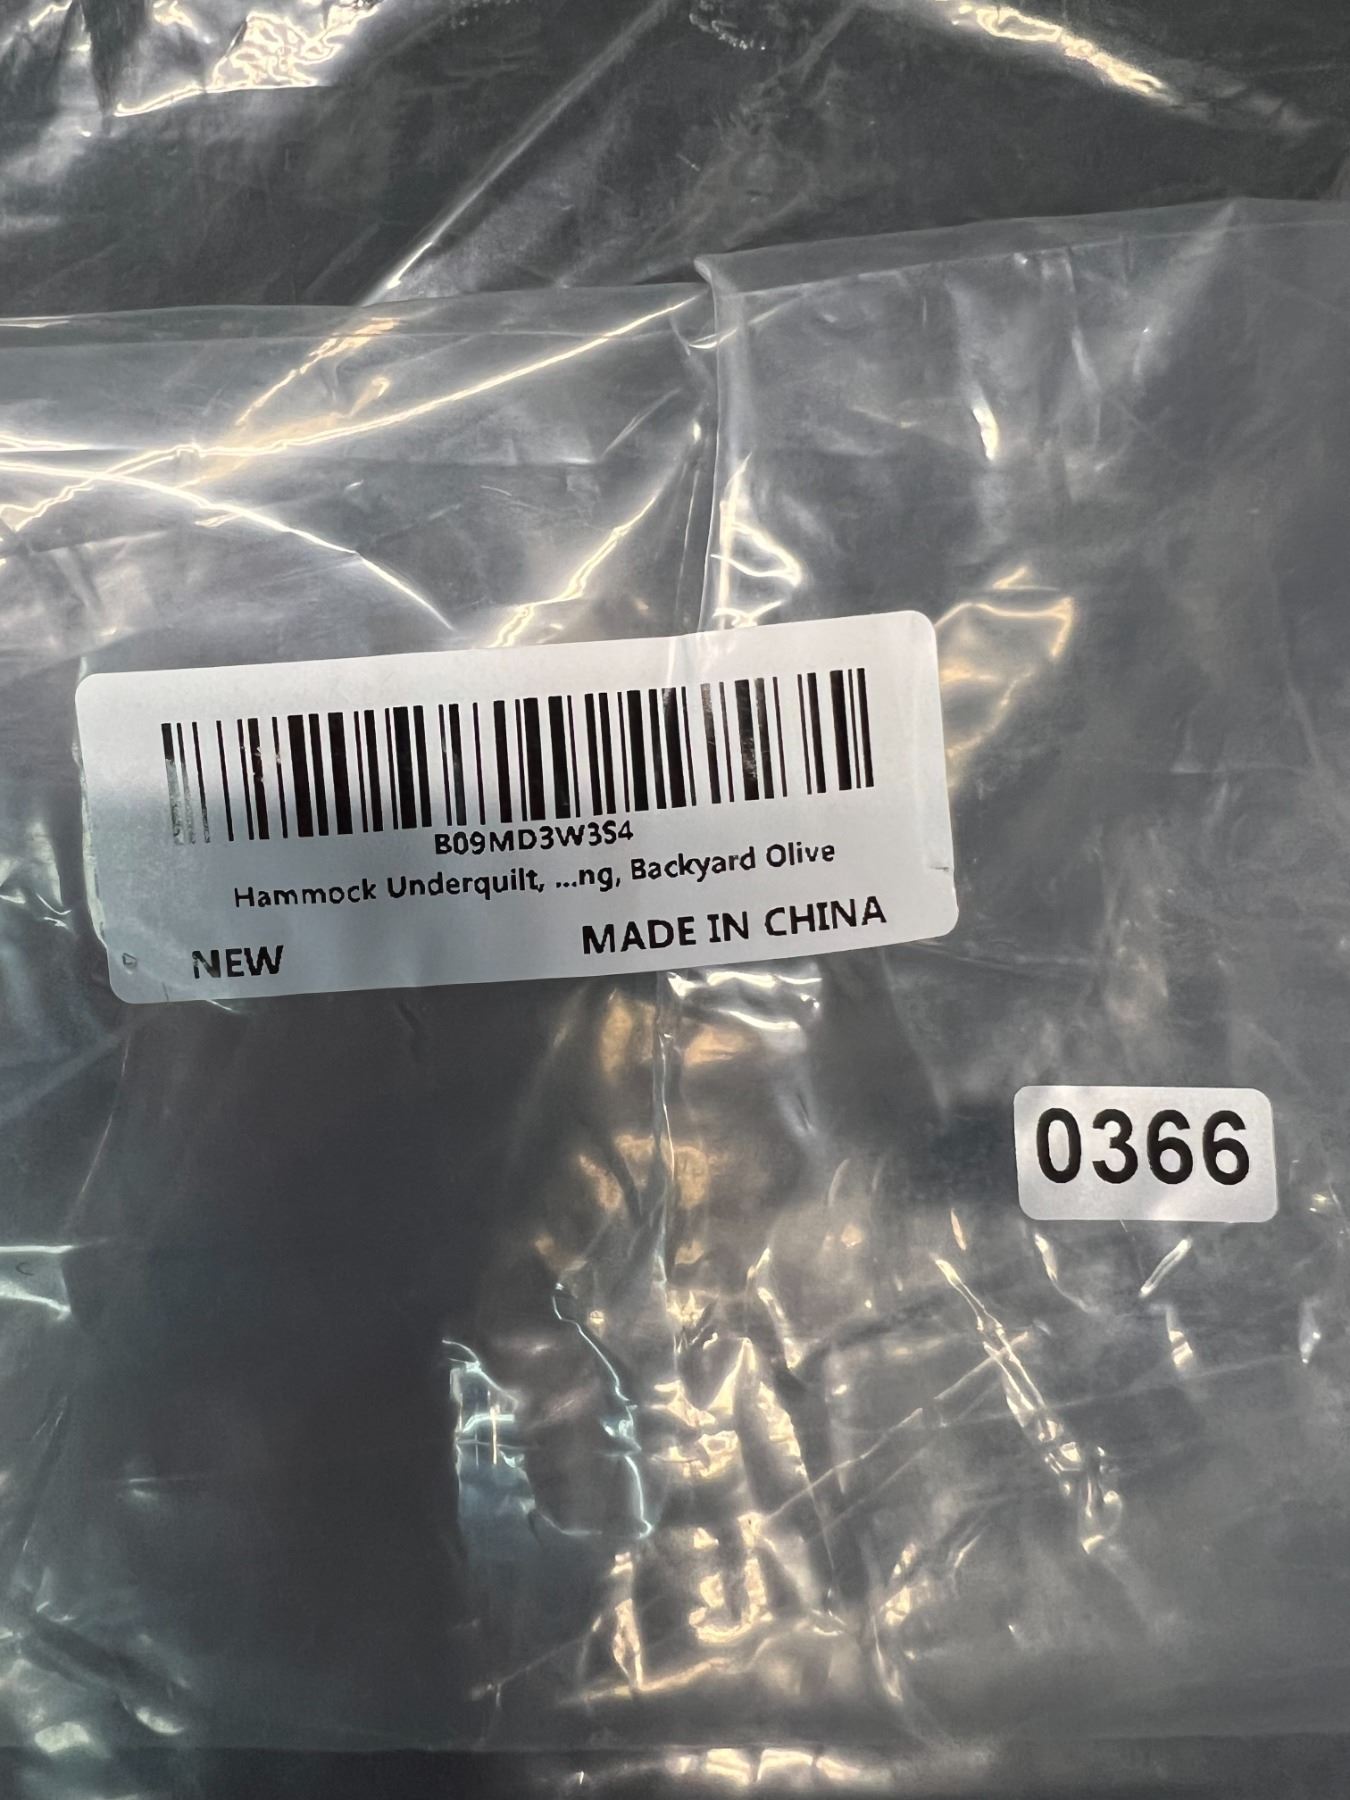 B09MD3W3S4
Hammock Underquilt, ...ng, Backyard Olive
NEW
MADE IN CHINA
0366